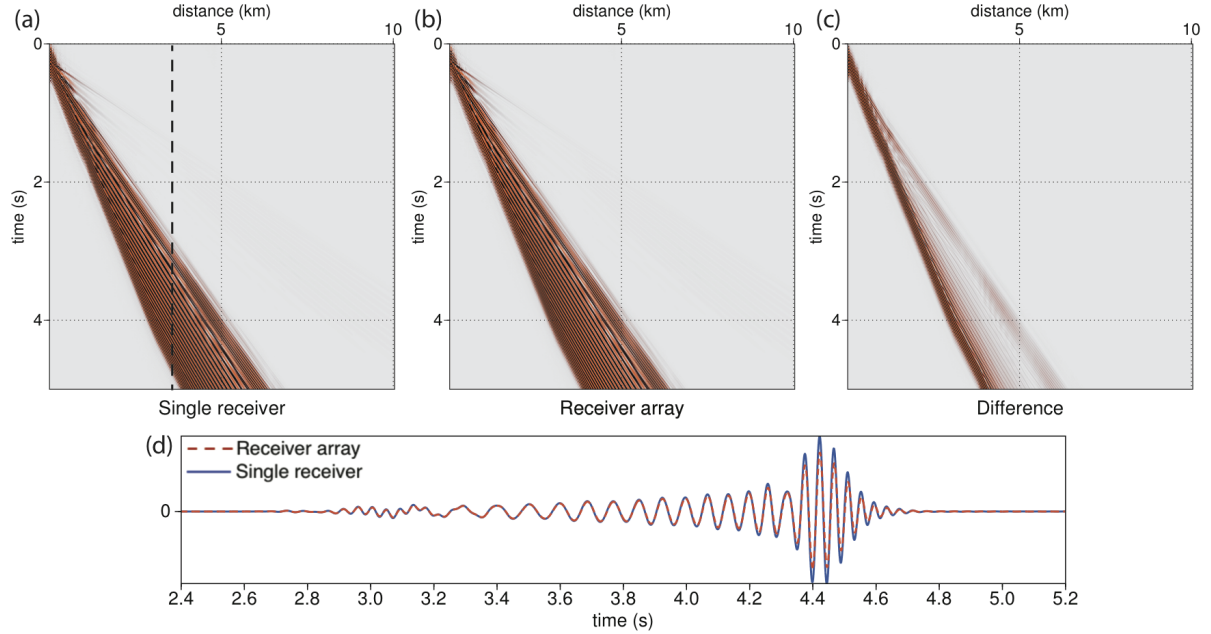 (a)
distance (km)
5
10
0
2
4
time (s)
Single receiver
(b)
distance (km)
5
10
0
2
4
time (s)
Receiver array
(c)
distance (km)
5
10
0
2
4
time (s)
Difference
(d)
Receiver array
Single receiver
0
2.4 2.6 2.8 3.0 3.2 3.4 3.6 3.8 4.0 4.2 4.4 4.6 4.8 5.0 5.2
time (s)